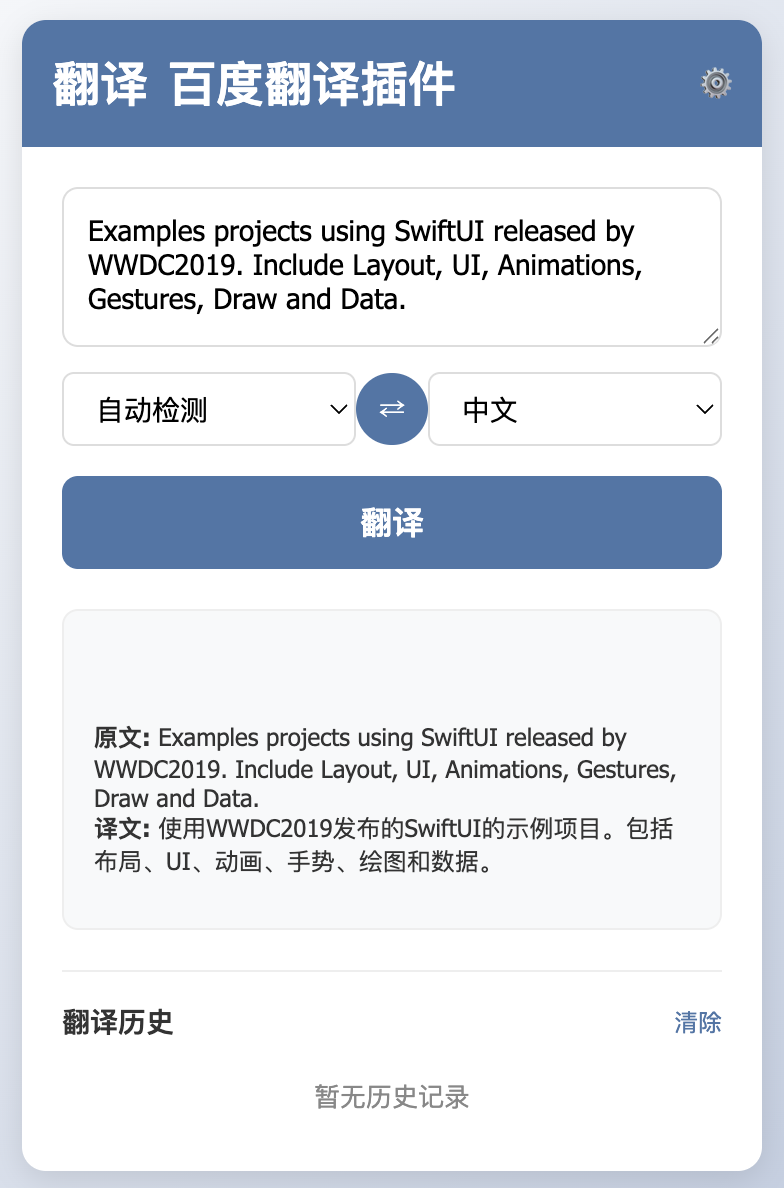 翻译 百度翻译插件
Examples projects using SwiftUI released by
WWDC2019. Include Layout, UI, Animations,
Gestures, Draw and Data.
自动检测
中文
翻译
原文: Examples projects using SwiftUI released by
WWDC2019. Include Layout, UI, Animations, Gestures,
Draw and Data.
译文: 使用WWDC2019发布的SwiftUI的示例项目。包括
布局、UI、动画、手势、绘图和数据。
翻译历史
清除
暂无历史记录